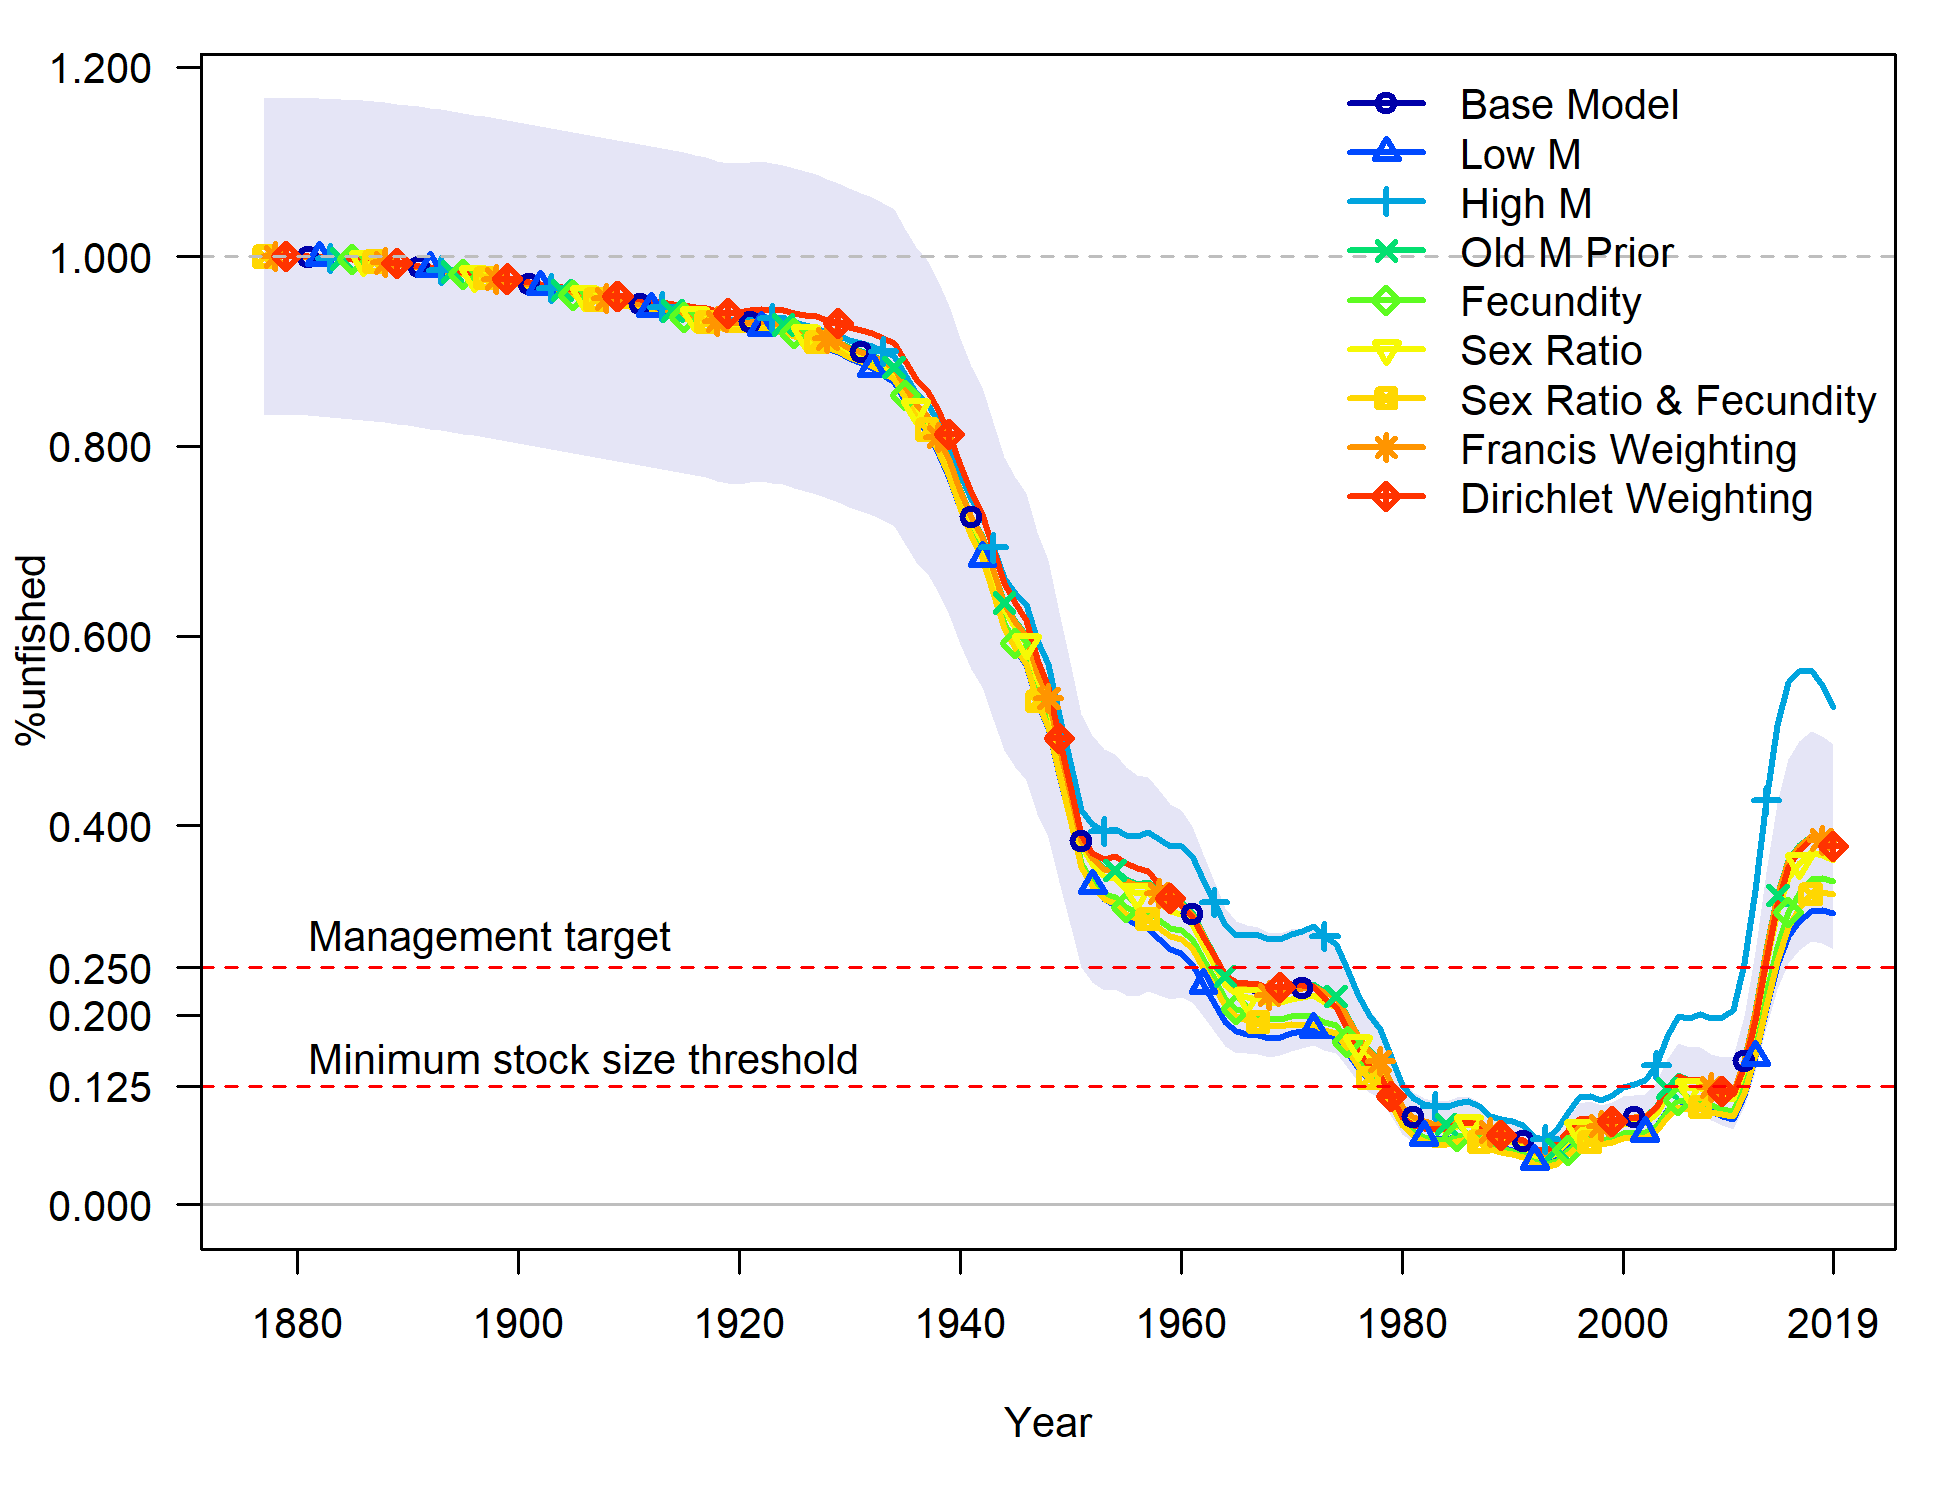 1.200
1.000
0.800
0.600
0.400
0.250
0.200
0.125
0.000
%unfished
Base Model
Low M
High M
Old M Prior
Fecundity
Sex Ratio
Sex Ratio & Fecundity
Francis Weighting
Dirichlet Weighting
Management target
Minimum stock size threshold
1880
1900
1920
1940
1960
1980
2000
2019
Year